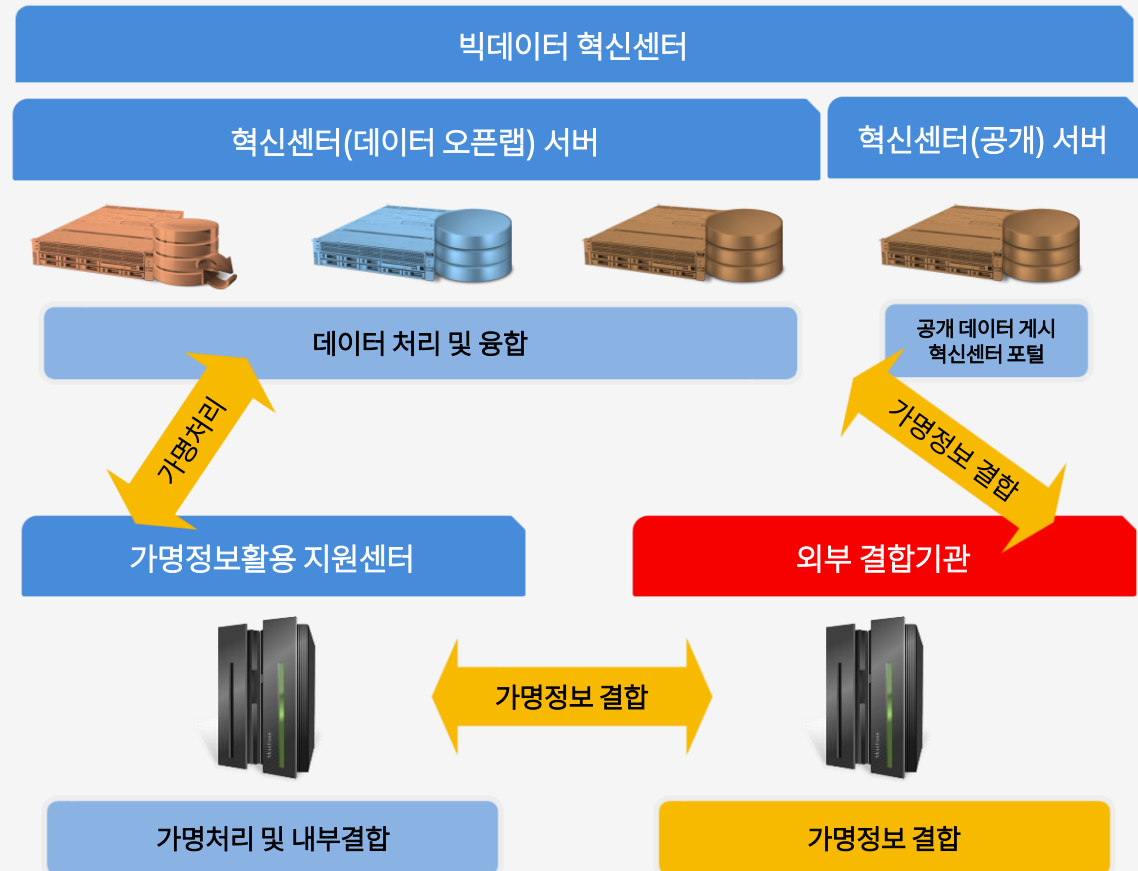 빅데이터 혁신센터
혁신센터(데이터 오픈랩) 서버
혁신센터(공개) 서버
데이터 처리 및 융합
공개 데이터 게시
혁신센터 포털
가명처리
가명정보 결합
가명정보활용 지원센터
외부 결합기관
가명정보 결합
가명처리 및 내부결합
가명정보 결합